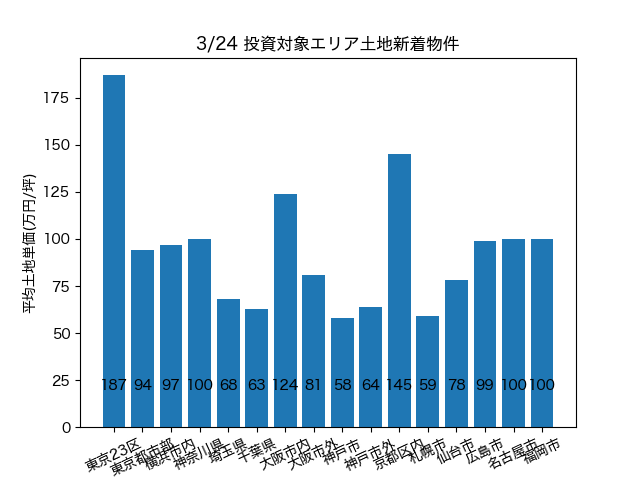 3/24 投資対象エリア土地新着物件
平均土地単価(万円/坪)
175
150
125
100
75
50
25
0
187 94 97 100 68 63 124 81 58 64 145 59 78 99 100 100
東京23区
東京都市部
横浜市内
神奈川県
埼玉県
千葉県
大阪市内
大阪市外
神戸市
神戸市外
京都区内
札幌市
仙台市
広島市
名古屋市
福岡市